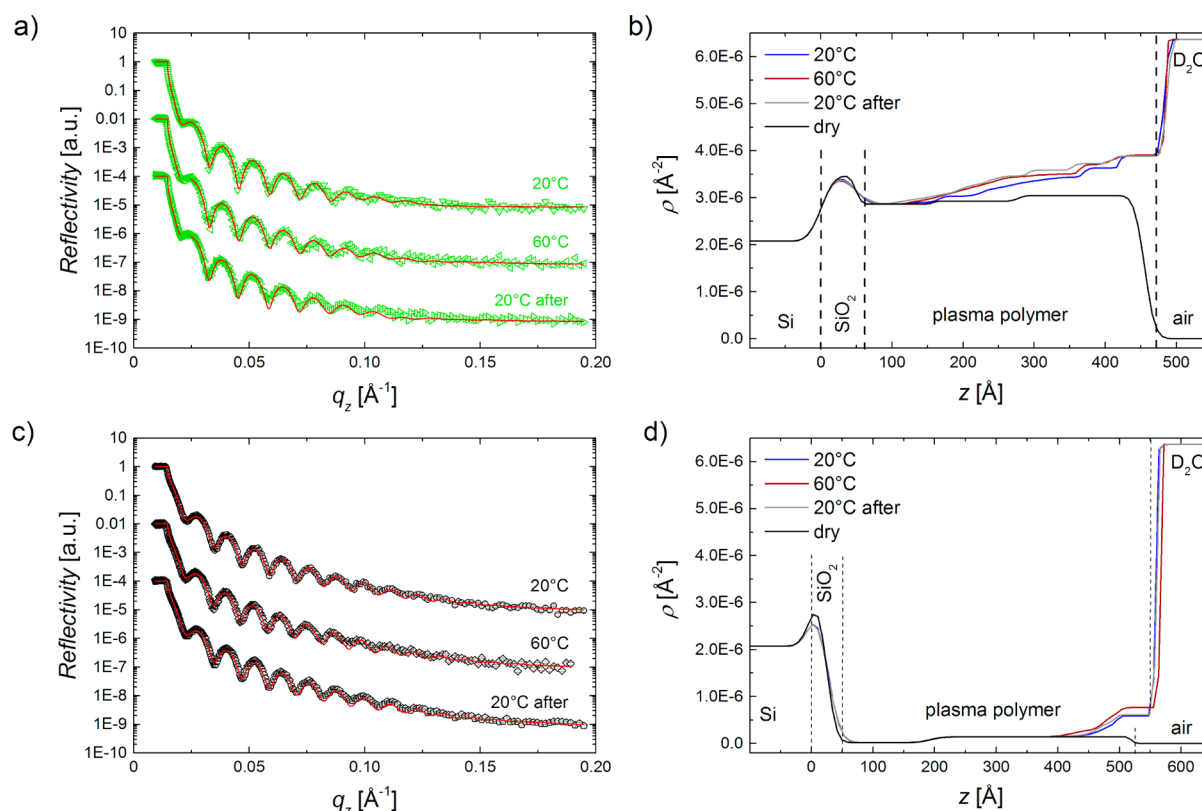 a)
Reflectivity [a.u.]
10
1
0.1
0.01
1E-3
1E-4
1E-5
1E-6
1E-7
1E-8
1E-9
1E-10
20°C
60°C
20°C after
0.00
0.05
0.10
0.15
0.20
q_z [Å⁻¹]
b)
ρ [Å⁻²]
6.0E-6
5.0E-6
4.0E-6
3.0E-6
2.0E-6
1.0E-6
0.0
20°C
60°C
20°C after
dry
D₂O
Si
SiO₂
plasma polymer
air
0
100
200
300
400
500
z [Å]
c)
Reflectivity [a.u.]
10
1
0.1
0.01
1E-3
1E-4
1E-5
1E-6
1E-7
1E-8
1E-9
1E-10
20°C
60°C
20°C after
0.00
0.05
0.10
0.15
0.20
q_z [Å⁻¹]
d)
ρ [Å⁻²]
6.0E-6
5.0E-6
4.0E-6
3.0E-6
2.0E-6
1.0E-6
0.0
20°C
60°C
20°C after
dry
D₂O
SiO₂
Si
plasma polymer
air
0
100
200
300
400
500
600
z [Å]